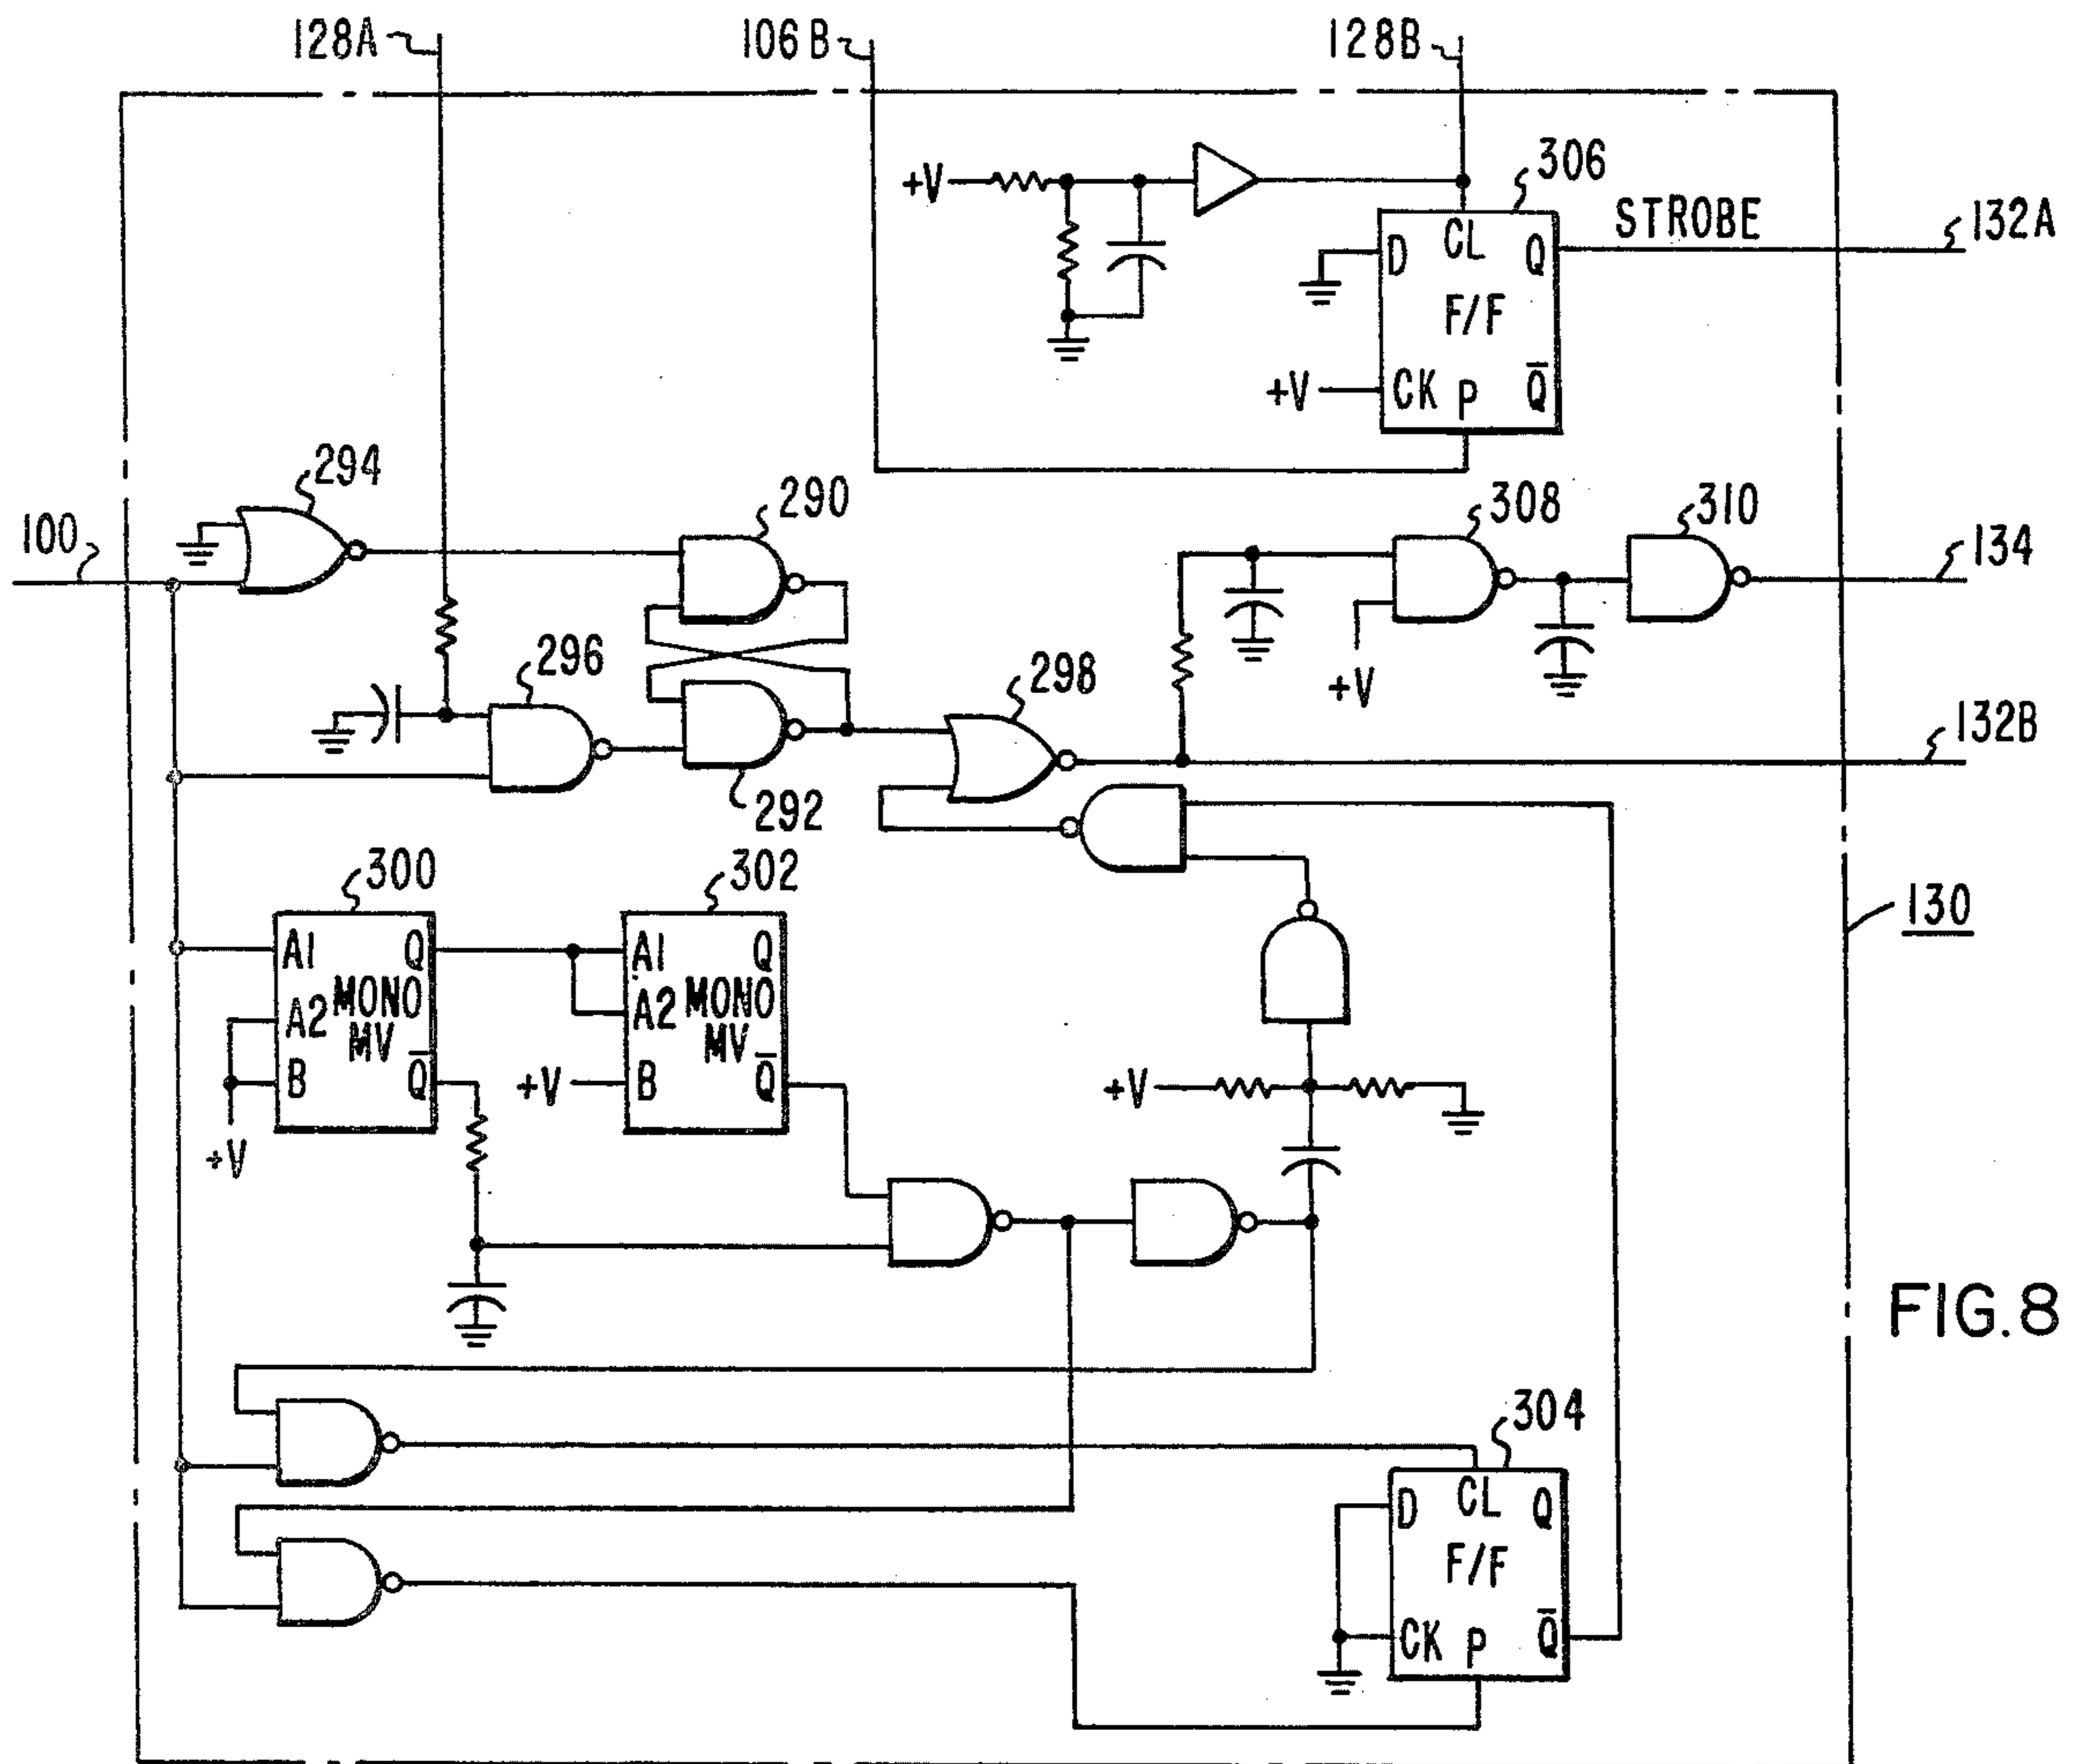 128A
106B
128B
+V
306
CL
D
Q
STROBE
132A
F/F
+V
CK
P
Q̅
294
290
308
310
100
134
296
298
+V
132B
292
300
302
130
A1
Q
A1
Q
A2
MONO
MV
A2
MONO
MV
B
Q̅
+V
B
Q̅
+V
+V
FIG. 8
304
CL
D
Q
F/F
CK
P
Q̅